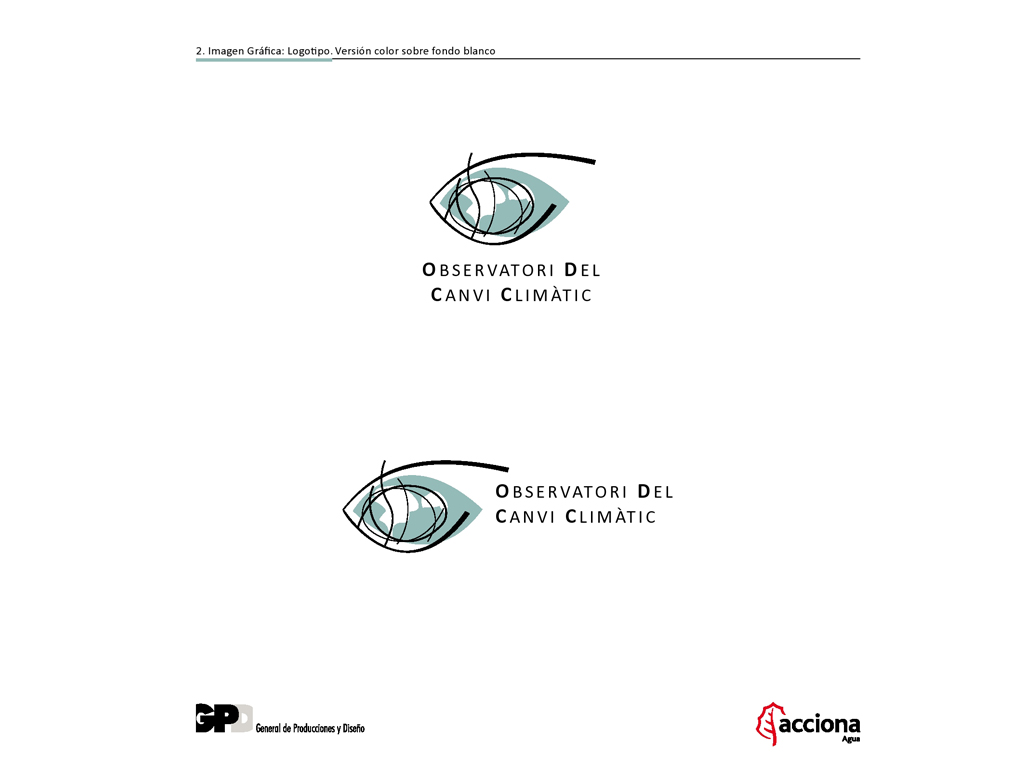 2. Imagen Gráfica: Logotipo. Versión color sobre fondo blanco
OBSERVATORI DEL
CANVI CLIMÀTIC
OBSERVATORI DEL
CANVI CLIMÀTIC
GPD General de Producciones y Diseño
acciona
Agua